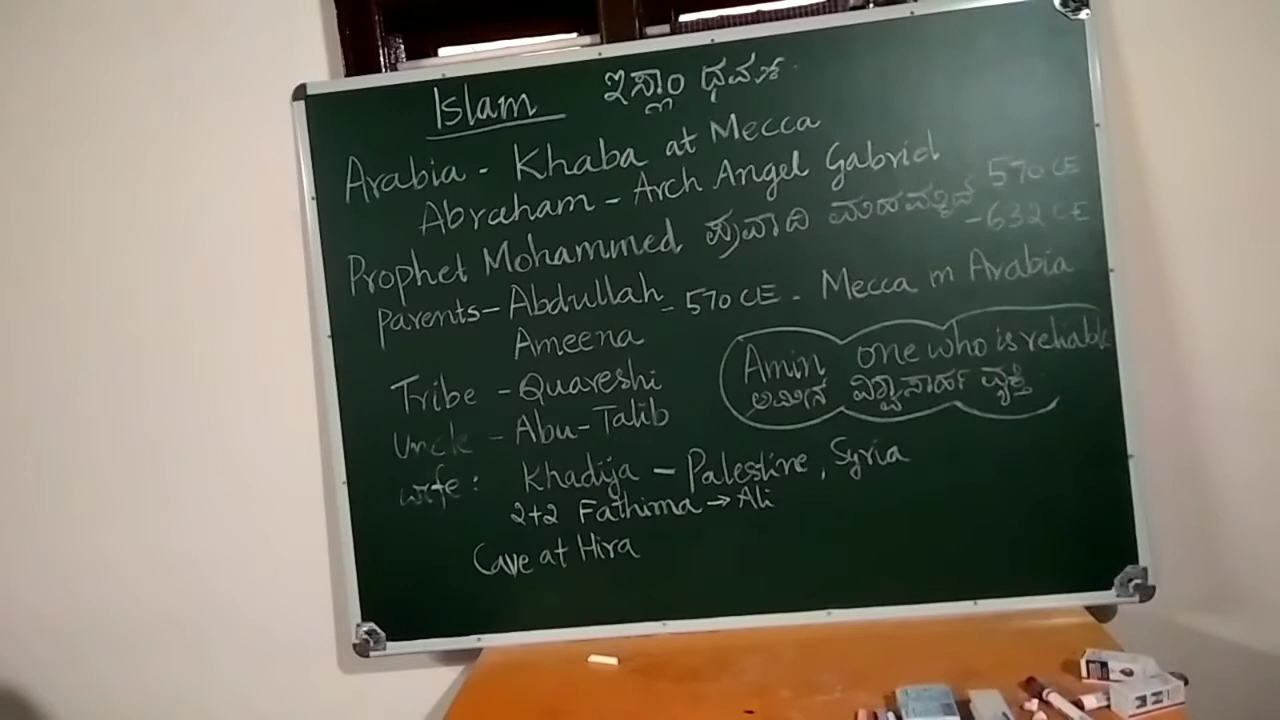 Islam ಇಸ್ಲಾಂ ಧರ್ಮ
Arabia - Khaba at Mecca
Abraham - Arch Angel Gabriel
Prophet Mohammed ಪ್ರವಾದಿ ಮಹಮ್ಮದ್ 570 CE
- 632 CE
Parents - Abdullah - 570 CE - Mecca in Arabia
Ameena
Amin one who is reliable
ಅಮೀನ ವಿಶ್ವಾಸಾರ್ಹ ವ್ಯಕ್ತಿ
Tribe - Quareshi
Uncle - Abu-Talib
wife: Khadija - Palestine, Syria
2+2 Fathima → Ali
Cave at Hira